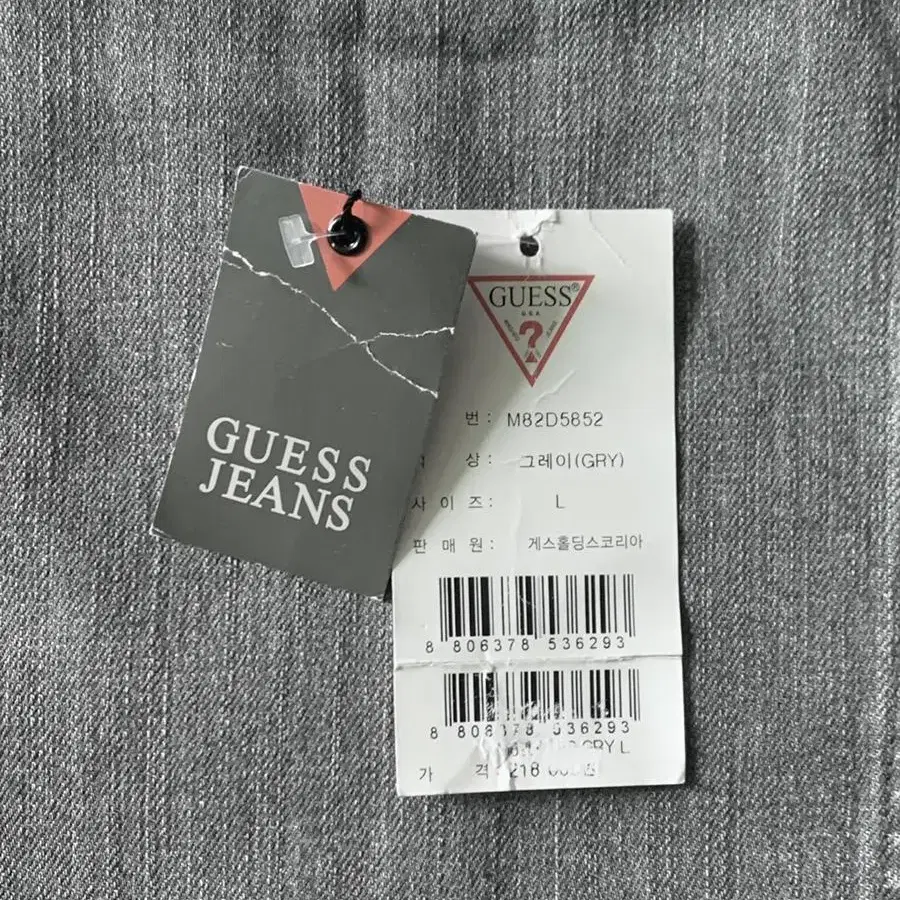 GUESS
JEANS
GUESS®
U.S.A.
?
번: M82D5852
상: 그레이(GRY)
사이즈: L
판매원: 게스홀딩스코리아
8 806378 536293
8 806378 536293
GRY L
가 격: 218